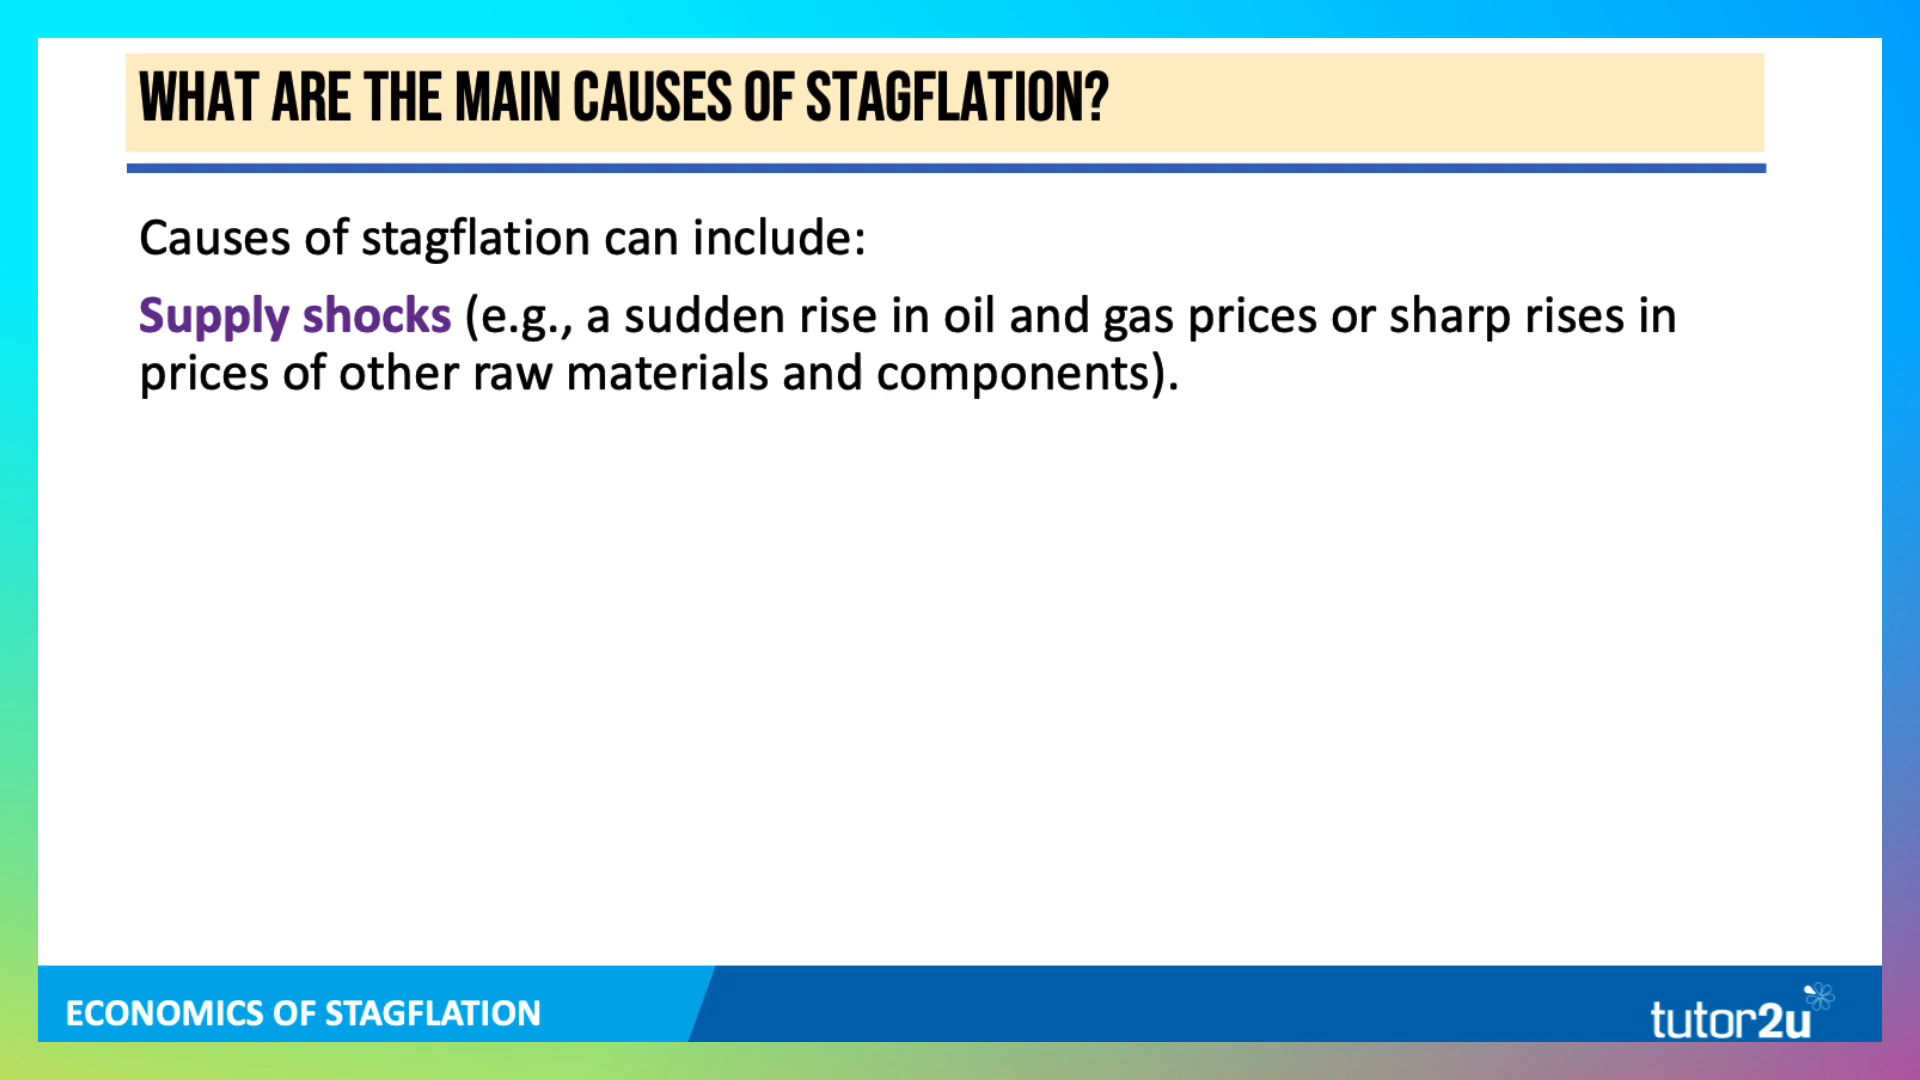 WHAT ARE THE MAIN CAUSES OF STAGFLATION?
Causes of stagflation can include:
Supply shocks (e.g., a sudden rise in oil and gas prices or sharp rises in
prices of other raw materials and components).
ECONOMICS OF STAGFLATION
tutor2u